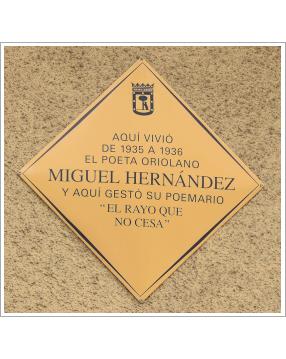 AQUÍ VIVIÓ
DE 1935 A 1936
EL POETA ORIOLANO
MIGUEL HERNÁNDEZ
Y AQUÍ GESTÓ SU POEMARIO
“EL RAYO QUE
NO CESA”